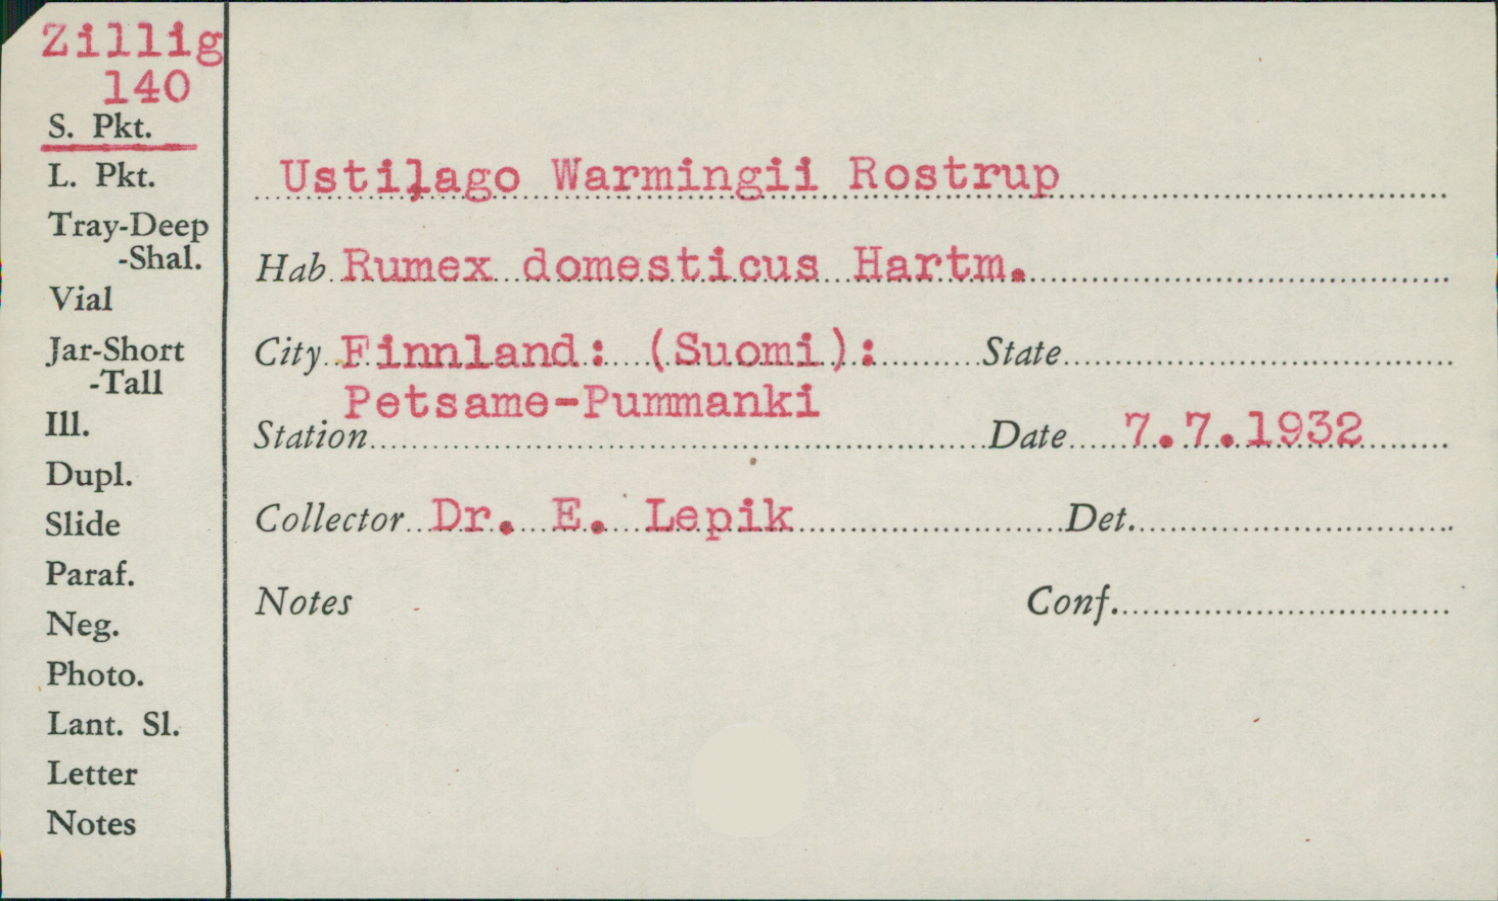 Zillig
140
S. Pkt.
L. Pkt.
Tray-Deep
-Shal.
Vial
Jar-Short
-Tall
Ill.
Dupl.
Slide
Paraf.
Neg.
Photo.
Lant. Sl.
Letter
Notes
Ustilago Warmingii Rostrup
Hab. Rumex domesticus Hartm.
City Finnland: (Suomi): State
Petsamo-Pummanki
Station Date 7.7.1932
Collector Dr. E. Lepik Det.
Notes Conf.